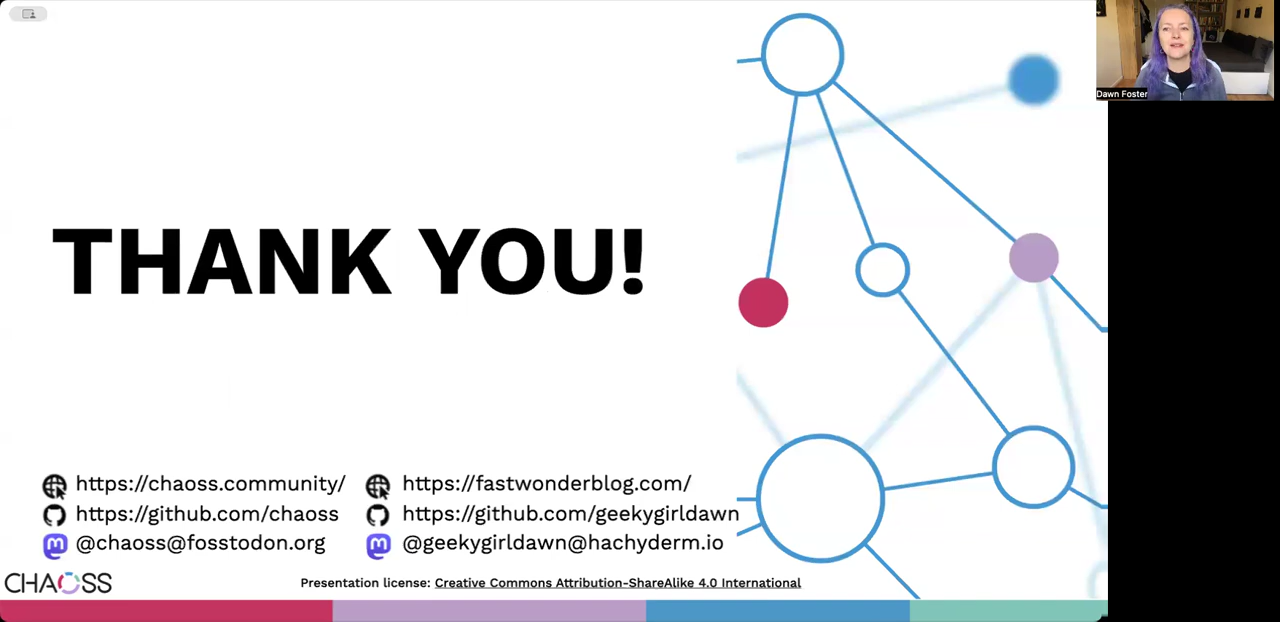 Dawn Foster
THANK YOU!
https://chaoss.community/
https://github.com/chaoss
@chaoss@fosstodon.org
https://fastwonderblog.com/
https://github.com/geekygirldawn
@geekygirldawn@hachyderm.io
CHAOSS
Presentation license: Creative Commons Attribution-ShareAlike 4.0 International